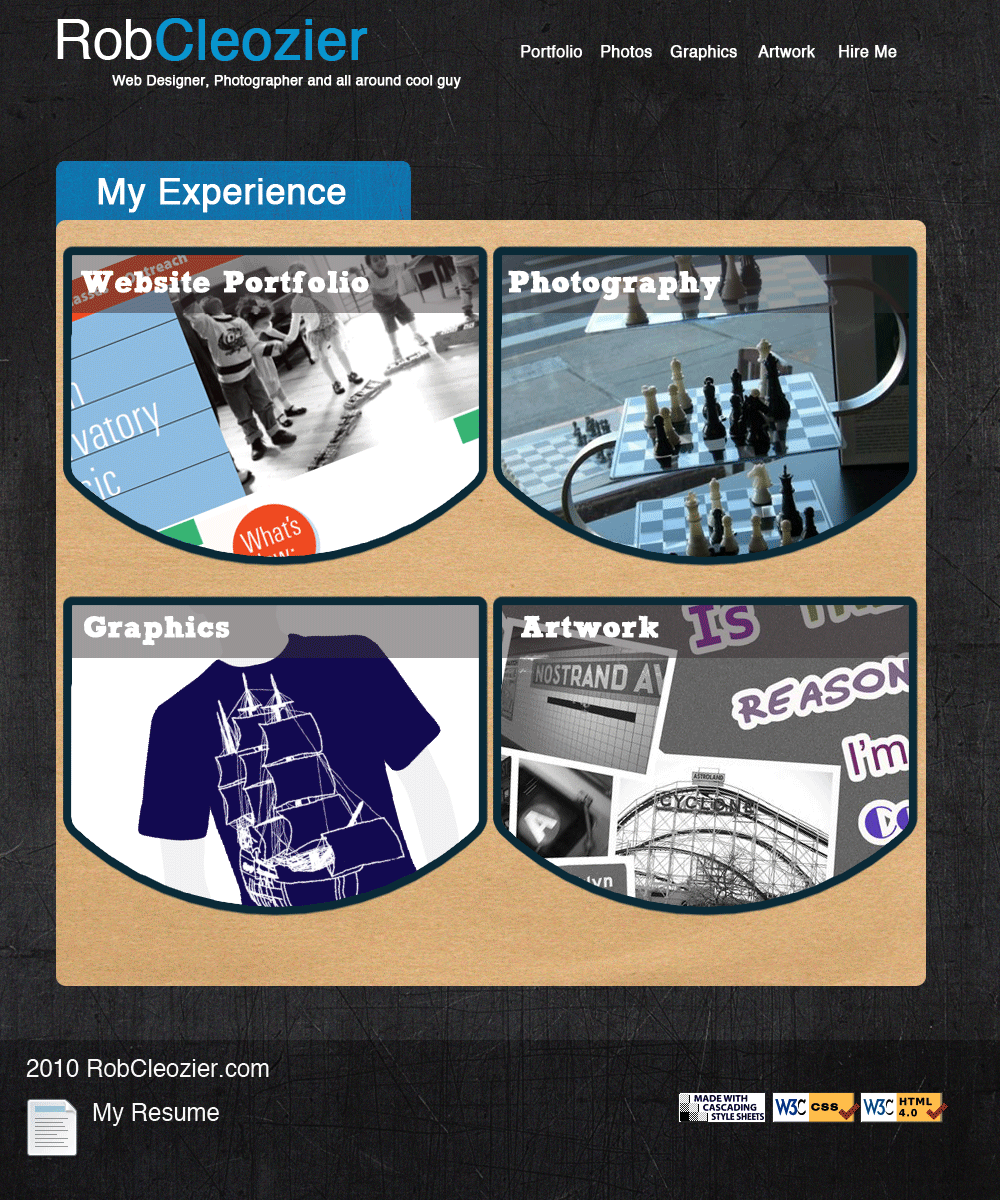 RobCleozier
Web Designer, Photographer and all around cool guy
Portfolio Photos Graphics Artwork Hire Me
My Experience
Website Portfolio
vatory
sic
What's
Photography
Graphics
Artwork
IS
NOSTRAND AV
REASON
I'm
ASTROLAND
CYCLONE
A
2010 RobCleozier.com
My Resume
MADE WITH
CASCADING
STYLE SHEETS
W3C CSS
W3C HTML
4.0